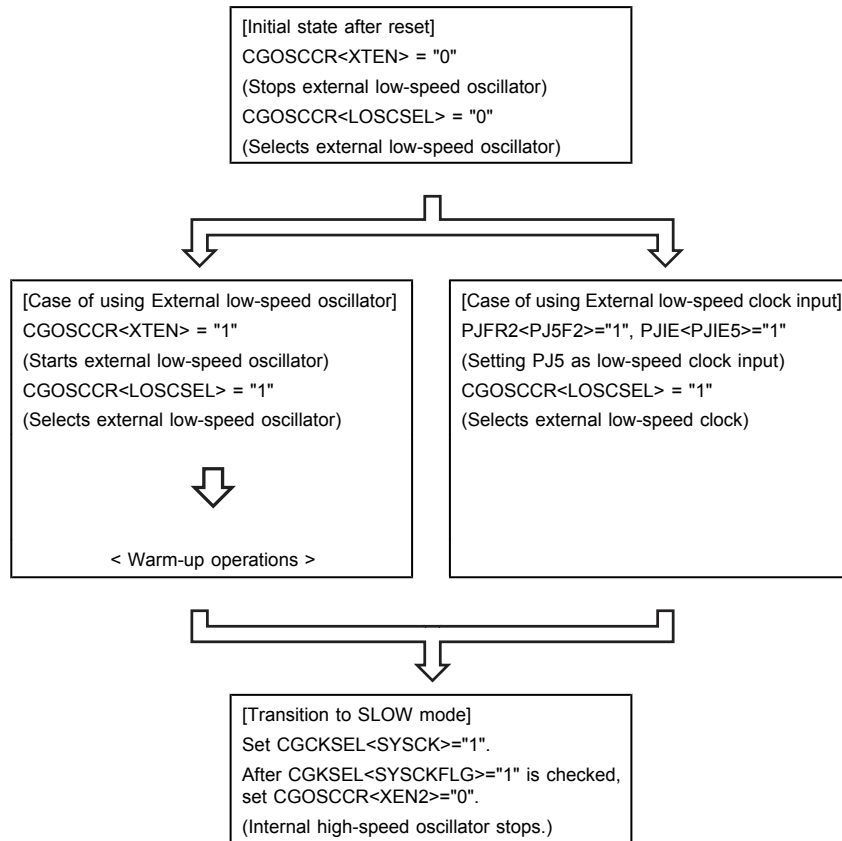 [Initial state after reset]
CGOSCCR<XTEN> = "0"
(Stops external low-speed oscillator)
CGOSCCR<LOSCSEL> = "0"
(Selects external low-speed oscillator)
[Case of using External low-speed oscillator]
CGOSCCR<XTEN> = "1"
(Starts external low-speed oscillator)
CGOSCCR<LOSCSEL> = "1"
(Selects external low-speed oscillator)
< Warm-up operations >
[Case of using External low-speed clock input]
PJFR2<PJ5F2>="1", PJIE<PJIE5>="1"
(Setting PJ5 as low-speed clock input)
CGOSCCR<LOSCSEL> = "1"
(Selects external low-speed clock)
[Transition to SLOW mode]
Set CGCKSEL<SYSCK>="1".
After CGKSEL<SYSCKFLG>="1" is checked,
set CGOSCCR<XEN2>="0".
(Internal high-speed oscillator stops.)